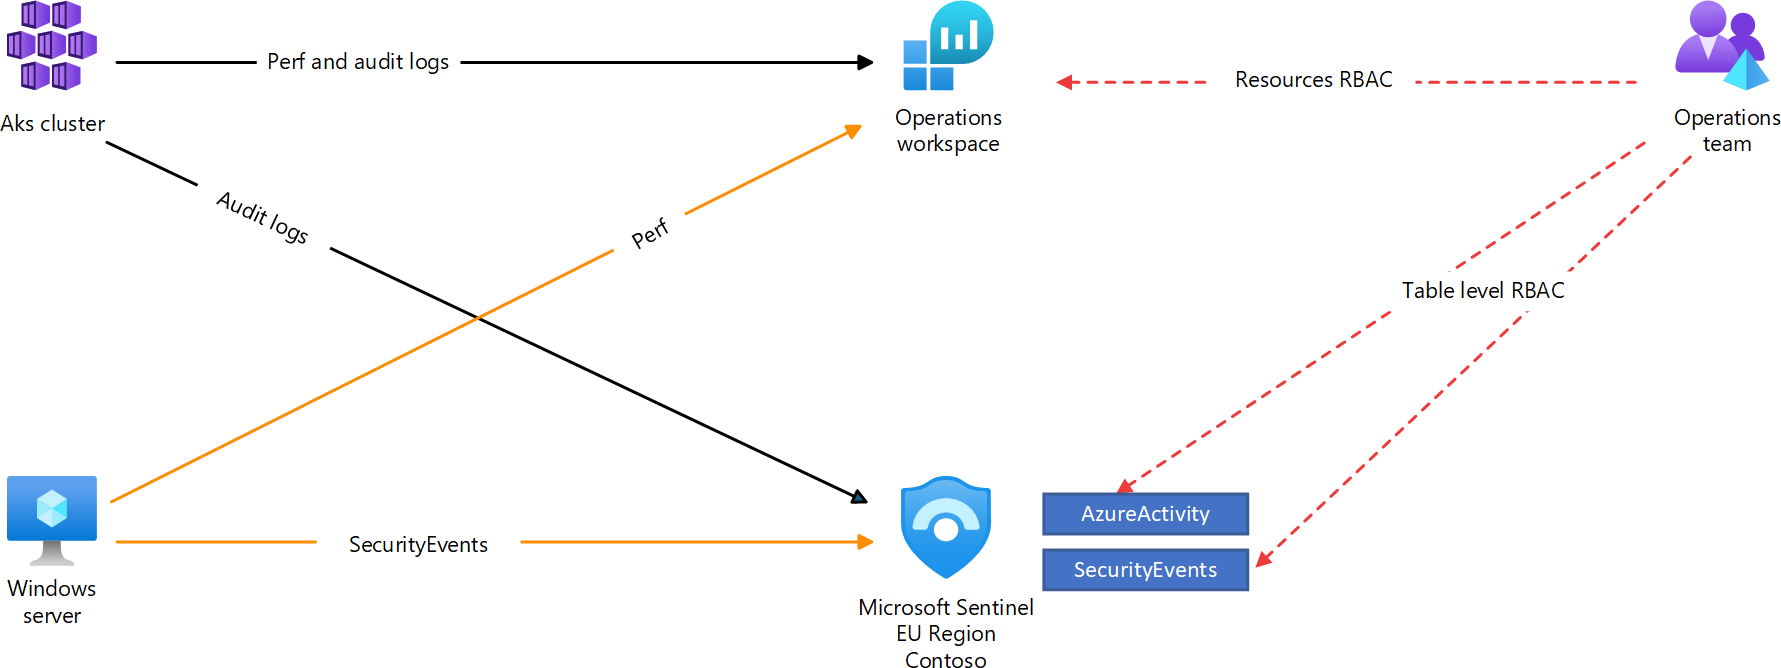 Perf and audit logs
Resources RBAC
Aks cluster
Operations
workspace
Operations
team
Audit logs
Perf
Table level RBAC
AzureActivity
SecurityEvents
SecurityEvents
Windows
server
Microsoft Sentinel
EU Region
Contoso